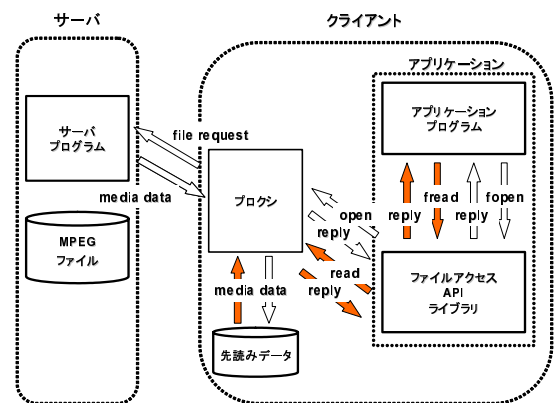 サーバ
クライアント
アプリケーション
アプリケーション
プログラム
サーバ
プログラム
file request
media data
プロクシ
open
reply
reply
fread
reply
fopen
MPEG
ファイル
read
reply
media data
ファイルアクセス
API
ライブラリ
先読みデータ